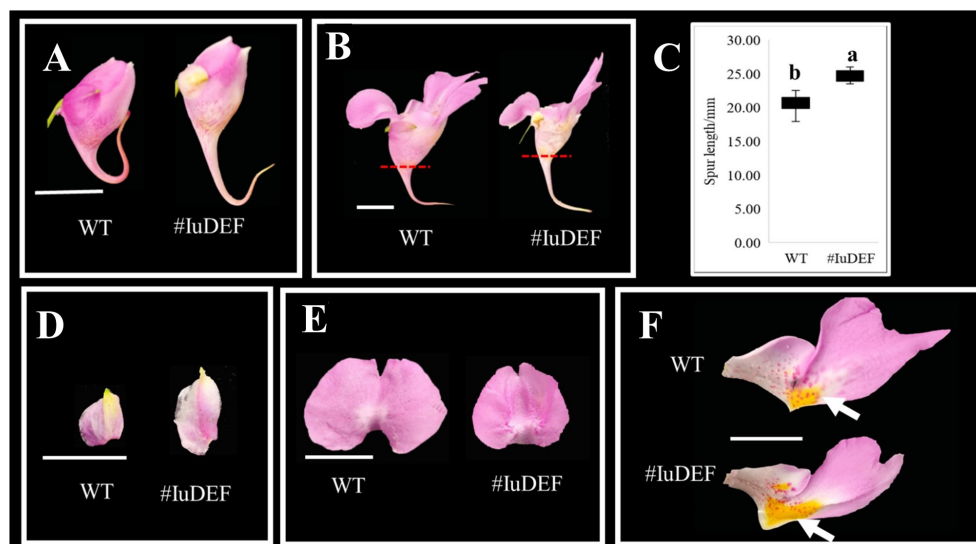 A
WT
#IuDEF
B
WT
#IuDEF
C
30.00
25.00
20.00
15.00
10.00
5.00
0.00
Spur length/mm
b
a
WT
#IuDEF
D
WT
#IuDEF
E
WT
#IuDEF
F
WT
#IuDEF